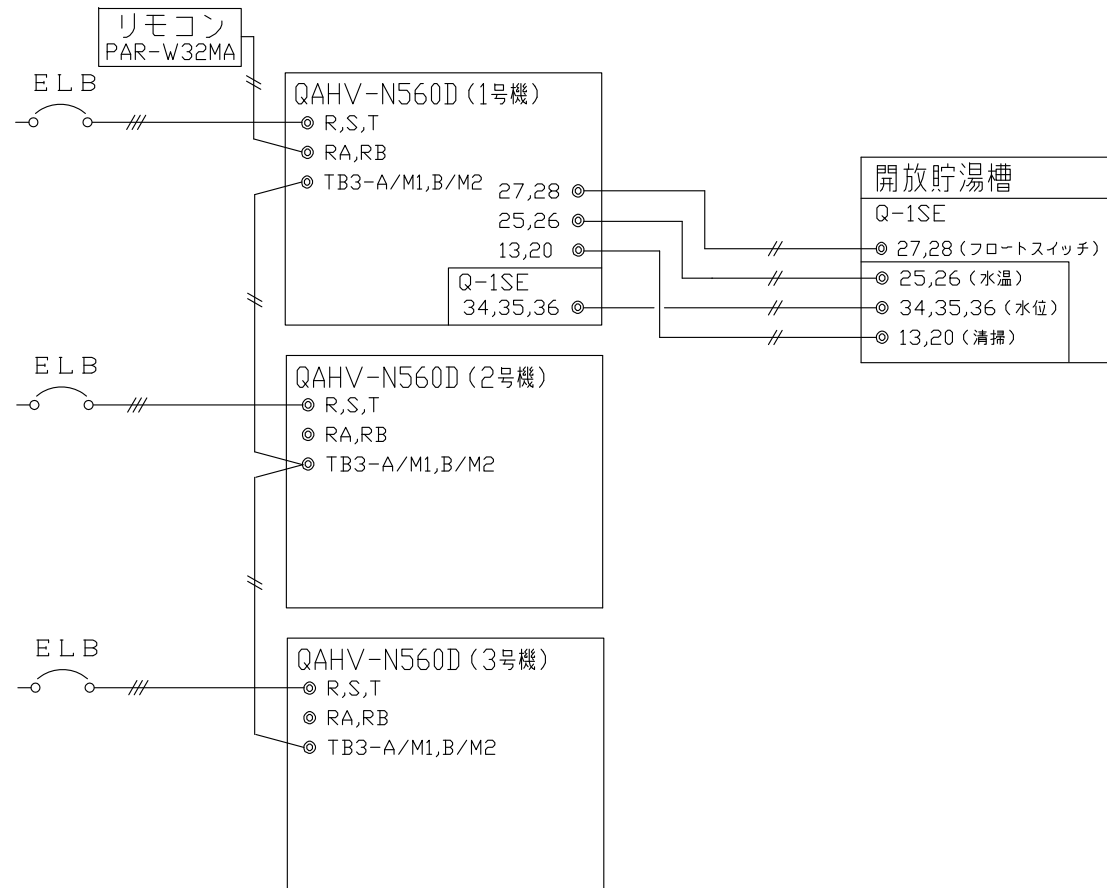 リモコン
PAR-W32MA
ELB
QAHV-N560D(1号機)
R,S,T
RA,RB
TB3-A/M1,B/M2
27,28
25,26
13,20
Q-1SE
34,35,36
開放貯湯槽
Q-1SE
27,28(フロートスイッチ)
25,26(水温)
34,35,36(水位)
13,20(清掃)
ELB
QAHV-N560D(2号機)
R,S,T
RA,RB
TB3-A/M1,B/M2
ELB
QAHV-N560D(3号機)
R,S,T
RA,RB
TB3-A/M1,B/M2